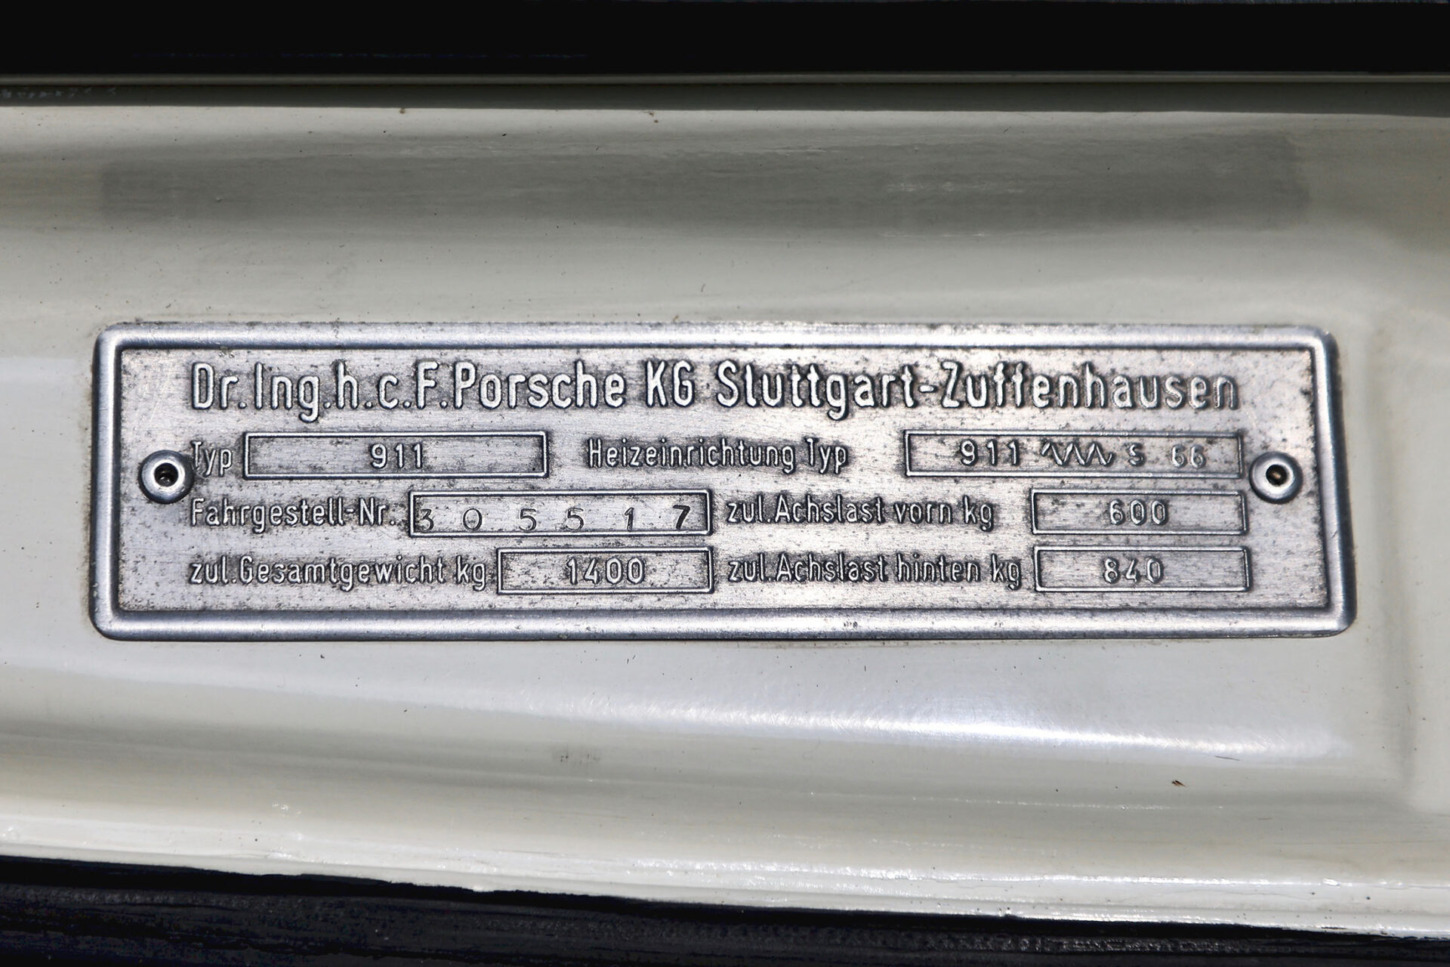 Dr.Ing.h.c.F.Porsche KG Stuttgart-Zuffenhausen
Typ 911 Heizeinrichtung Typ 911 S 66
Fahrgestell-Nr. 305517 zul.Achslast vorn kg 600
zul.Gesamtgewicht kg 1400 zul.Achslast hinten kg 840